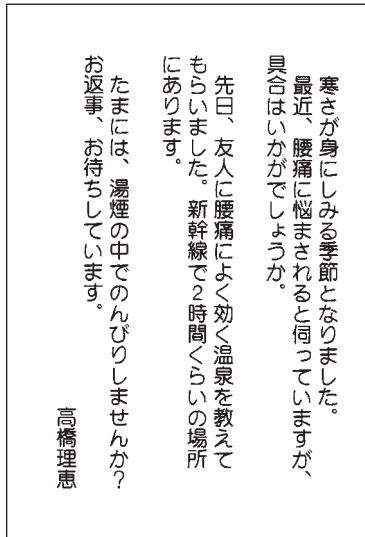 寒さが身にしみる季節となりました。
最近、腰痛に悩まされると伺っていますが、
具合はいかがでしょうか。
先日、友人に腰痛によく効く温泉を教えて
もらいました。新幹線で2時間くらいの場所
にあります。
たまには、湯煙の中でのんびりしませんか？
お返事、お待ちしています。
高橋理恵